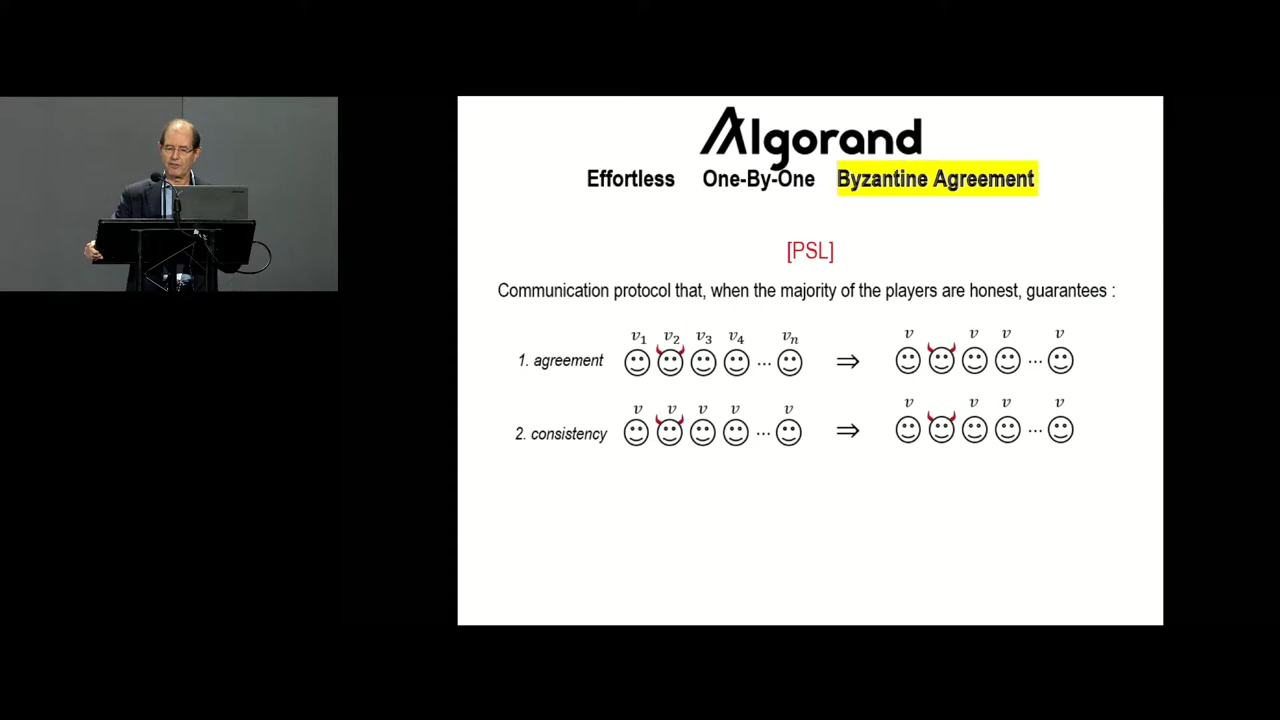 Algorand
Effortless One-By-One Byzantine Agreement
[PSL]
Communication protocol that, when the majority of the players are honest, guarantees :
v₁ v₂ v₃ v₄ vₙ v v v v
1. agreement ... ⇒ ...
v v v v v v v v v
2. consistency ... ⇒ ...